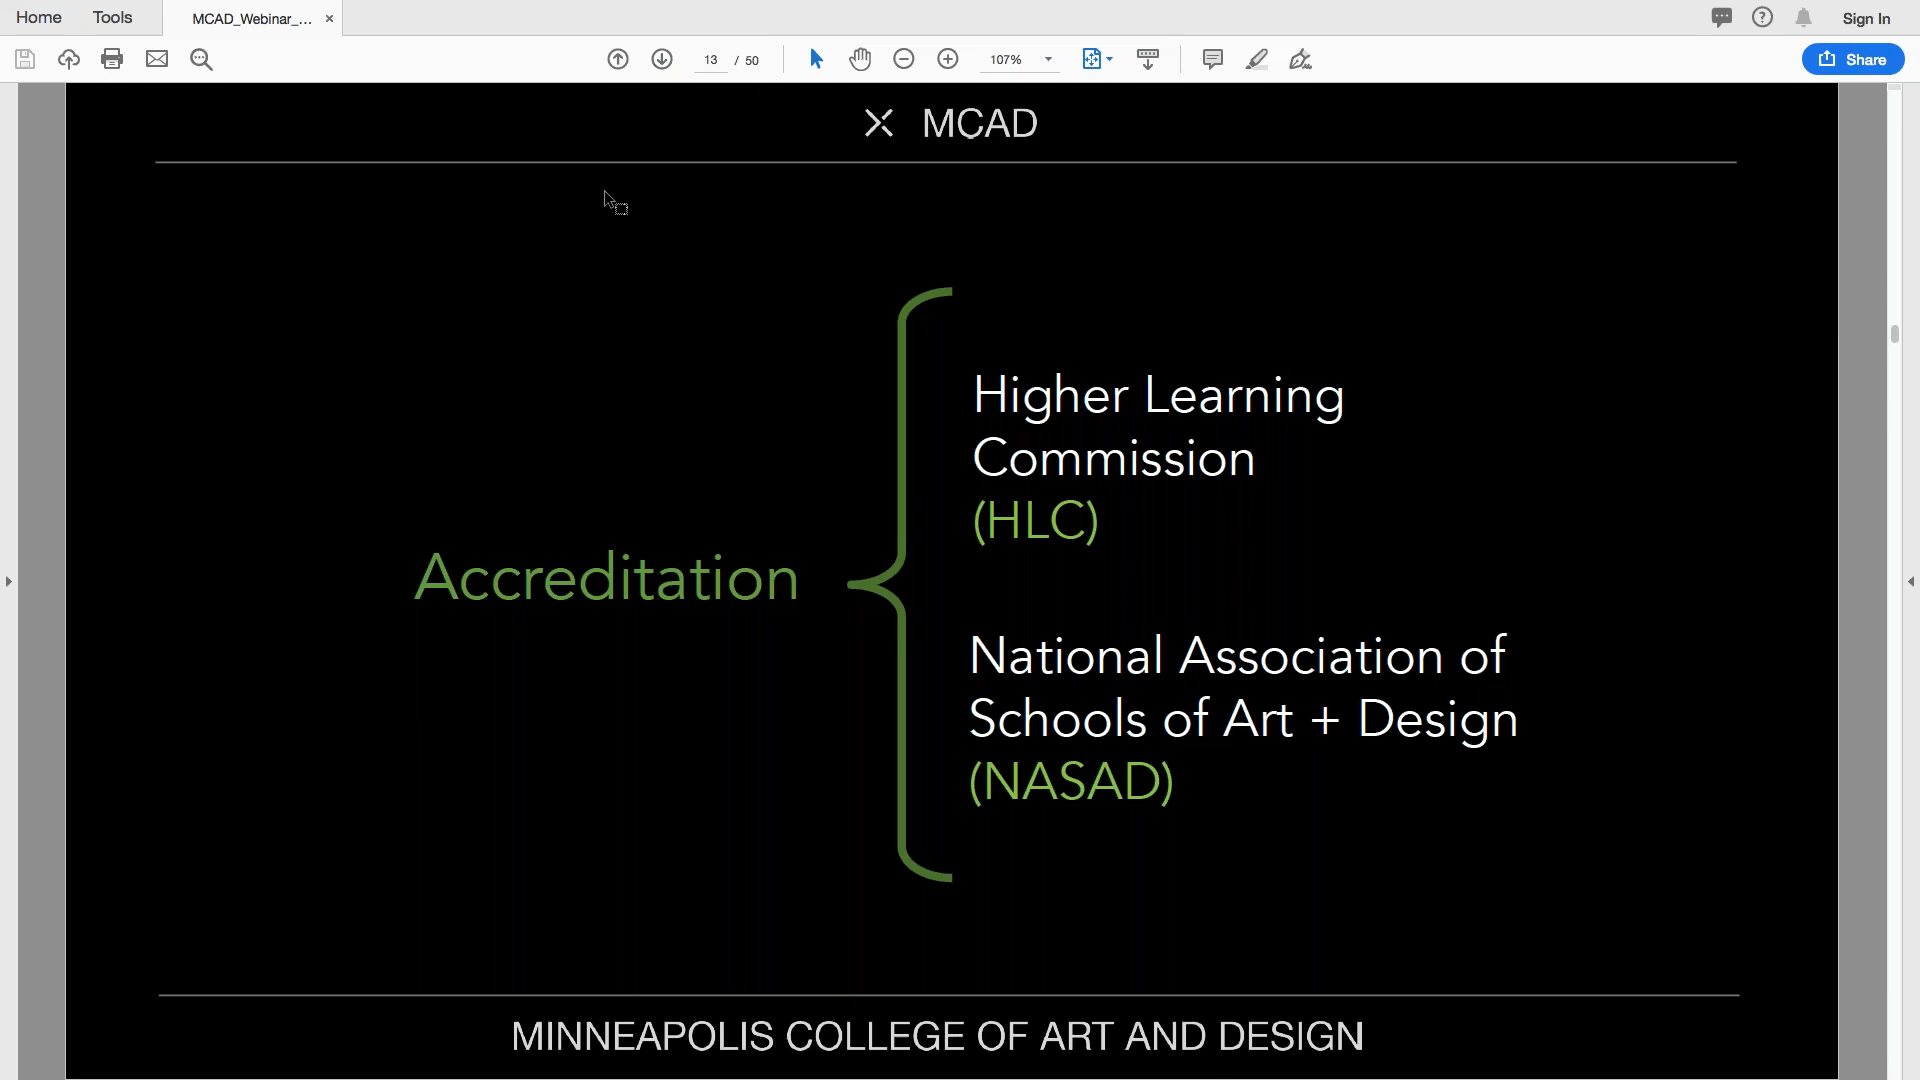 Home Tools MCAD_Webinar_... × Sign In
13 / 50 107% Share
MCAD
Higher Learning
Commission
(HLC)
Accreditation
National Association of
Schools of Art + Design
(NASAD)
MINNEAPOLIS COLLEGE OF ART AND DESIGN